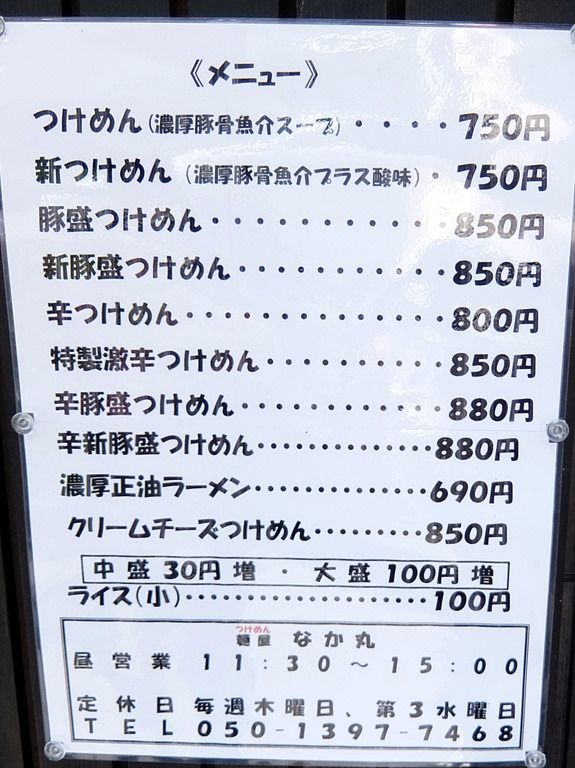 《メニュー》
つけめん(濃厚豚骨魚介スープ)・・・・750円
新つけめん(濃厚豚骨魚介プラス酸味)・750円
豚盛つけめん・・・・・・・・・・・850円
新豚盛つけめん・・・・・・・・・・850円
辛つけめん・・・・・・・・・・・・・800円
特製激辛つけめん・・・・・・・・・850円
辛豚盛つけめん・・・・・・・・・・880円
辛新豚盛つけめん・・・・・・・・・・・880円
濃厚正油ラーメン・・・・・・・・・・・690円
クリームチーズつけめん・・・・・・・・850円
中盛30円増・大盛100円増
ライス(小)・・・・・・・・・・・・・・・・・・100円
つけめん
麺屋 なか丸
昼営業 11:30~15:00
定休日 毎週木曜日、第3水曜日
TEL 050-1397-7468